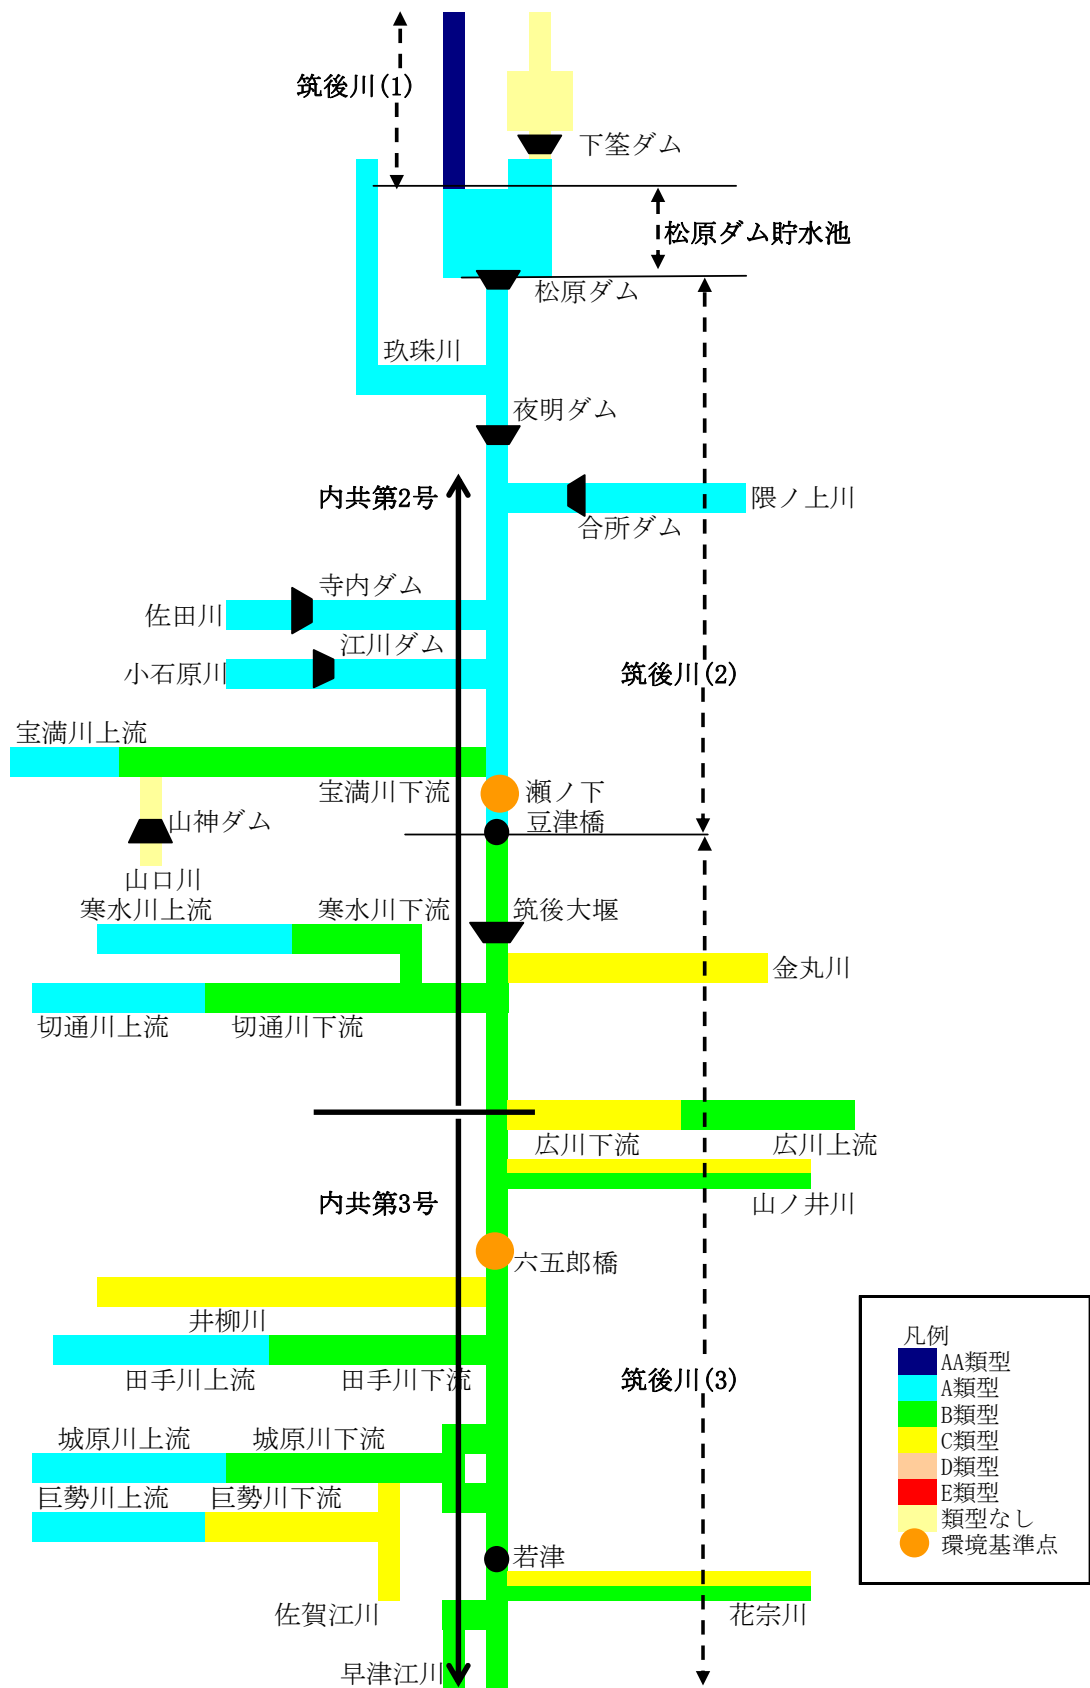 筑後川(1)
下筌ダム
松原ダム貯水池
松原ダム
玖珠川
夜明ダム
内共第2号
隈ノ上川
合所ダム
寺内ダム
佐田川
江川ダム
小石原川
筑後川(2)
宝満川上流
宝満川下流
瀬ノ下
豆津橋
山神ダム
山口川
寒水川上流
寒水川下流
筑後大堰
金丸川
切通川上流
切通川下流
広川下流
広川上流
内共第3号
山ノ井川
六五郎橋
井柳川
田手川上流
田手川下流
筑後川(3)
城原川上流
城原川下流
巨勢川上流
巨勢川下流
若津
佐賀江川
花宗川
早津江川
凡例
AA類型
A類型
B類型
C類型
D類型
E類型
類型なし
環境基準点